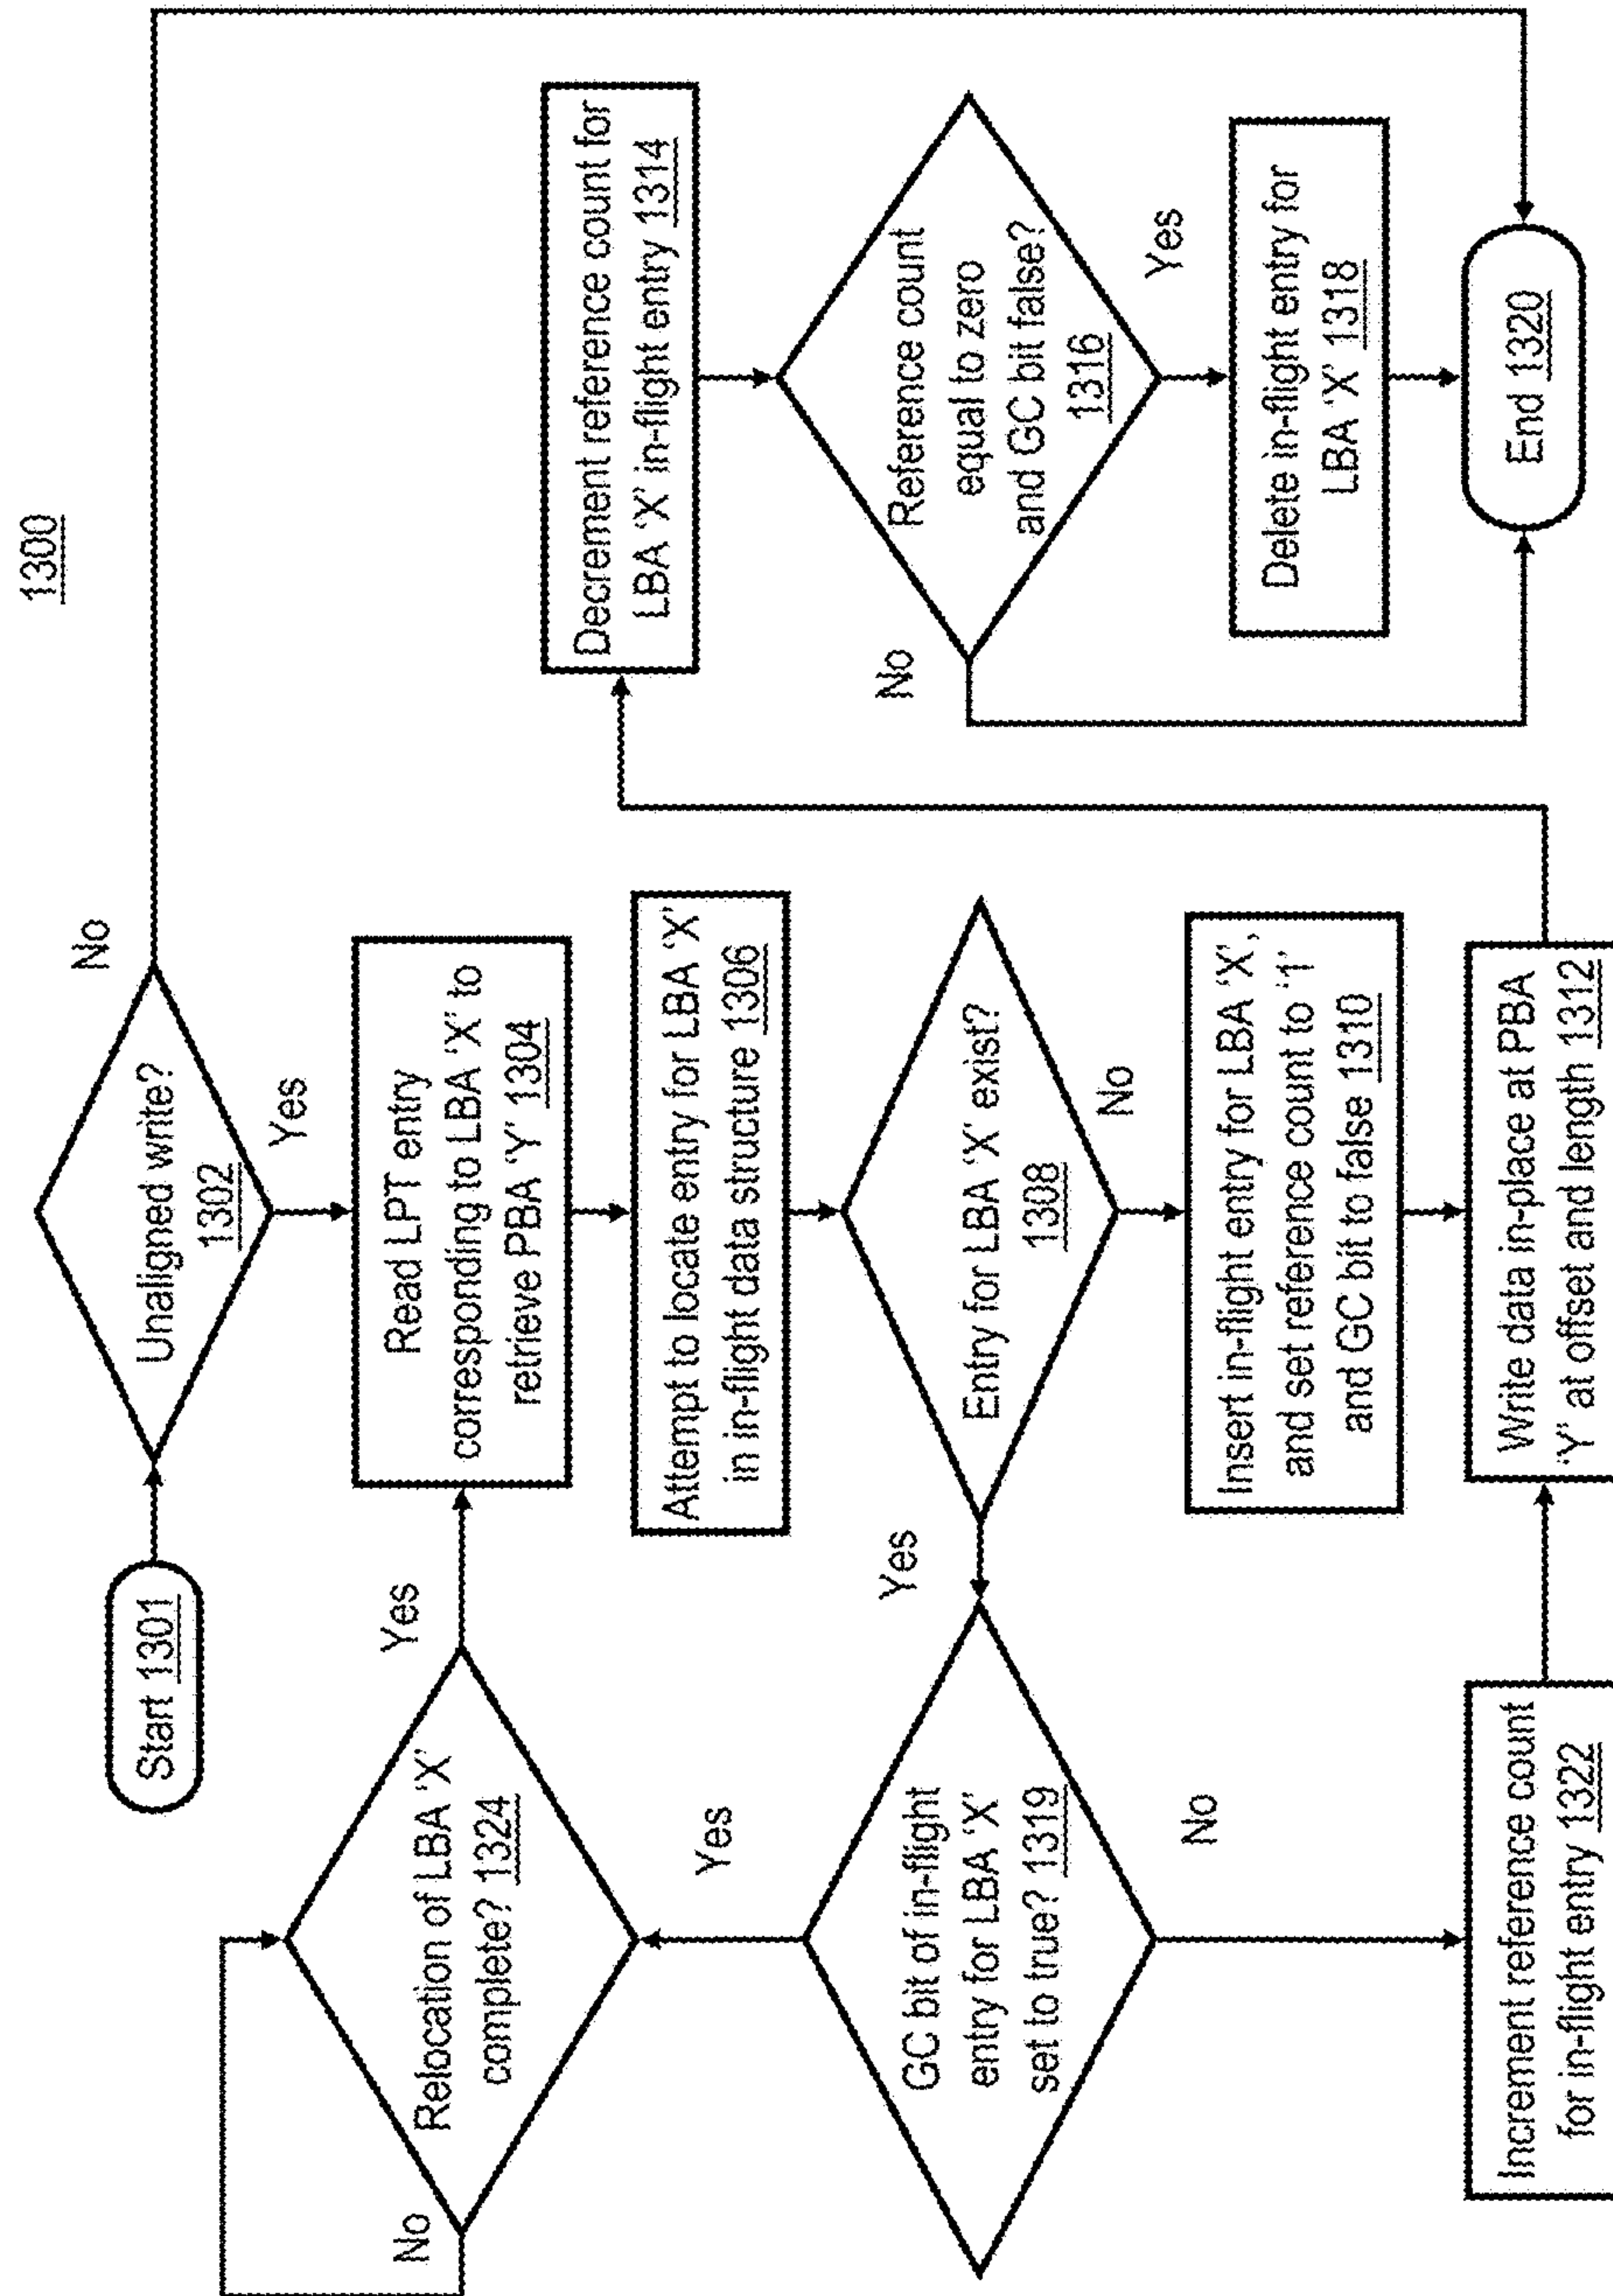 1300
Start 1301
Unaligned write?
1302
No
Yes
Read LPT entry
corresponding to LBA 'X' to
retrieve PBA 'Y' 1304
Attempt to locate entry for LBA 'X'
in in-flight data structure 1306
Entry for LBA 'X' exist?
1308
Yes
No
Insert in-flight entry for LBA 'X',
and set reference count to '1'
and GC bit to false 1310
Write data in-place at PBA
'Y' at offset and length 1312
Decrement reference count for
LBA 'X' in-flight entry 1314
Reference count
equal to zero
and GC bit false?
1316
No
Yes
Delete in-flight entry for
LBA 'X' 1318
End 1320
Relocation of LBA 'X'
complete? 1324
Yes
No
GC bit of in-flight
entry for LBA 'X'
set to true? 1319
Yes
No
Increment reference count
for in-flight entry 1322